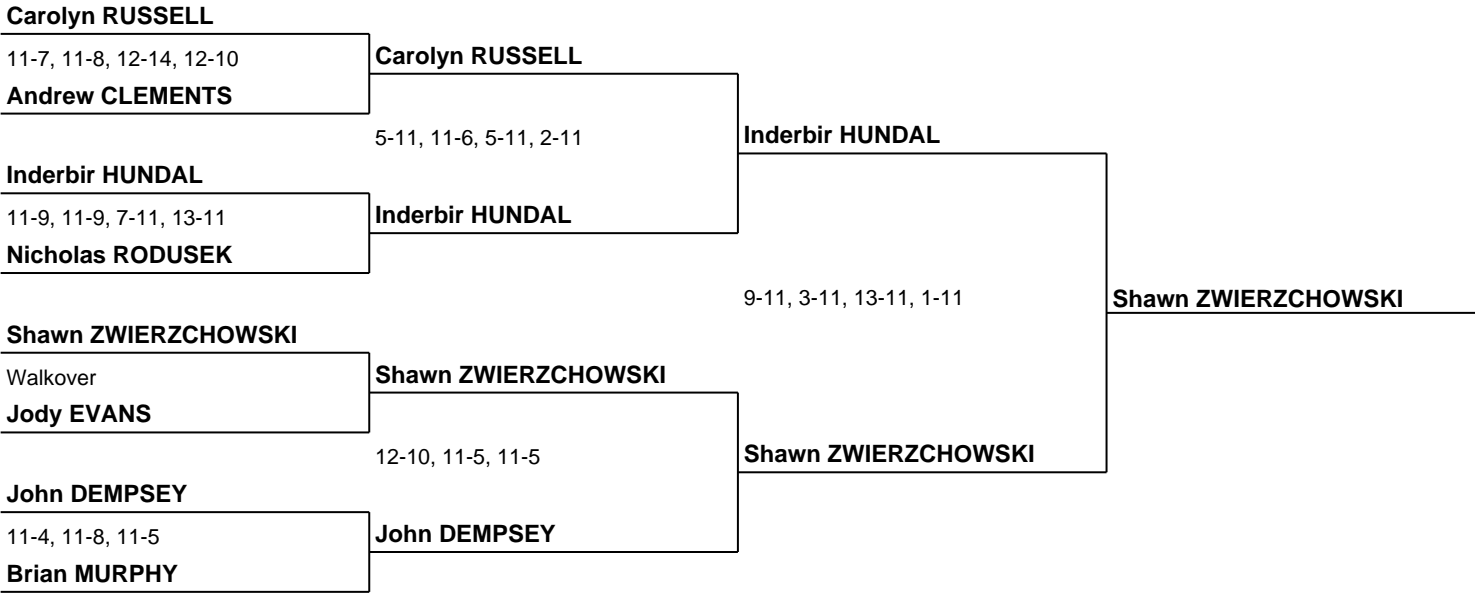 Carolyn RUSSELL
11-7, 11-8, 12-14, 12-10
Andrew CLEMENTS
Inderbir HUNDAL
11-9, 11-9, 7-11, 13-11
Nicholas RODUSEK
Shawn ZWIERZCHOWSKI
Walkover
Jody EVANS
John DEMPSEY
11-4, 11-8, 11-5
Brian MURPHY
Carolyn RUSSELL
5-11, 11-6, 5-11, 2-11
Inderbir HUNDAL
Shawn ZWIERZCHOWSKI
12-10, 11-5, 11-5
John DEMPSEY
Inderbir HUNDAL
9-11, 3-11, 13-11, 1-11
Shawn ZWIERZCHOWSKI
Shawn ZWIERZCHOWSKI